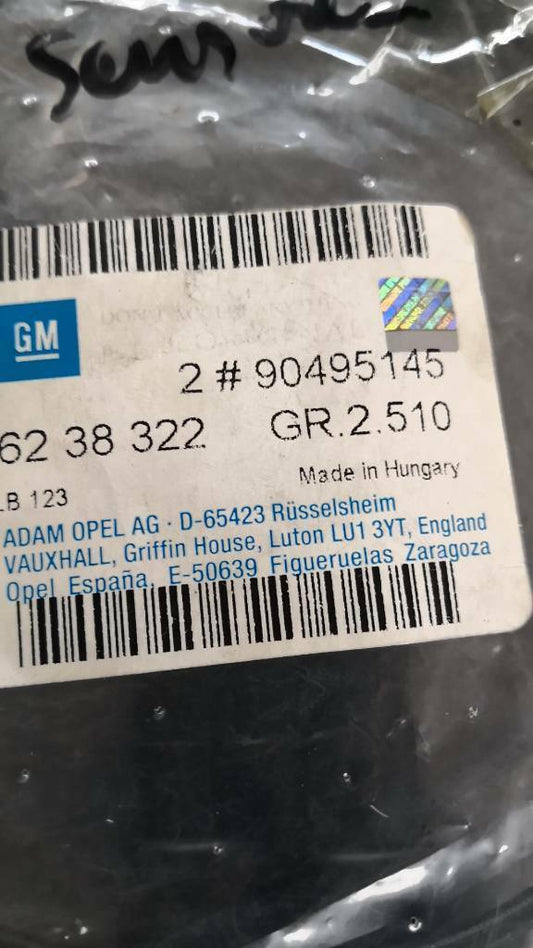 GM
2 # 90495145
62 38 322 GR.2.510
Made in Hungary
LB 123
ADAM OPEL AG · D-65423 Rüsselsheim
VAUXHALL, Griffin House, Luton LU1 3YT, England
Opel España, E-50639 Figueruelas Zaragoza